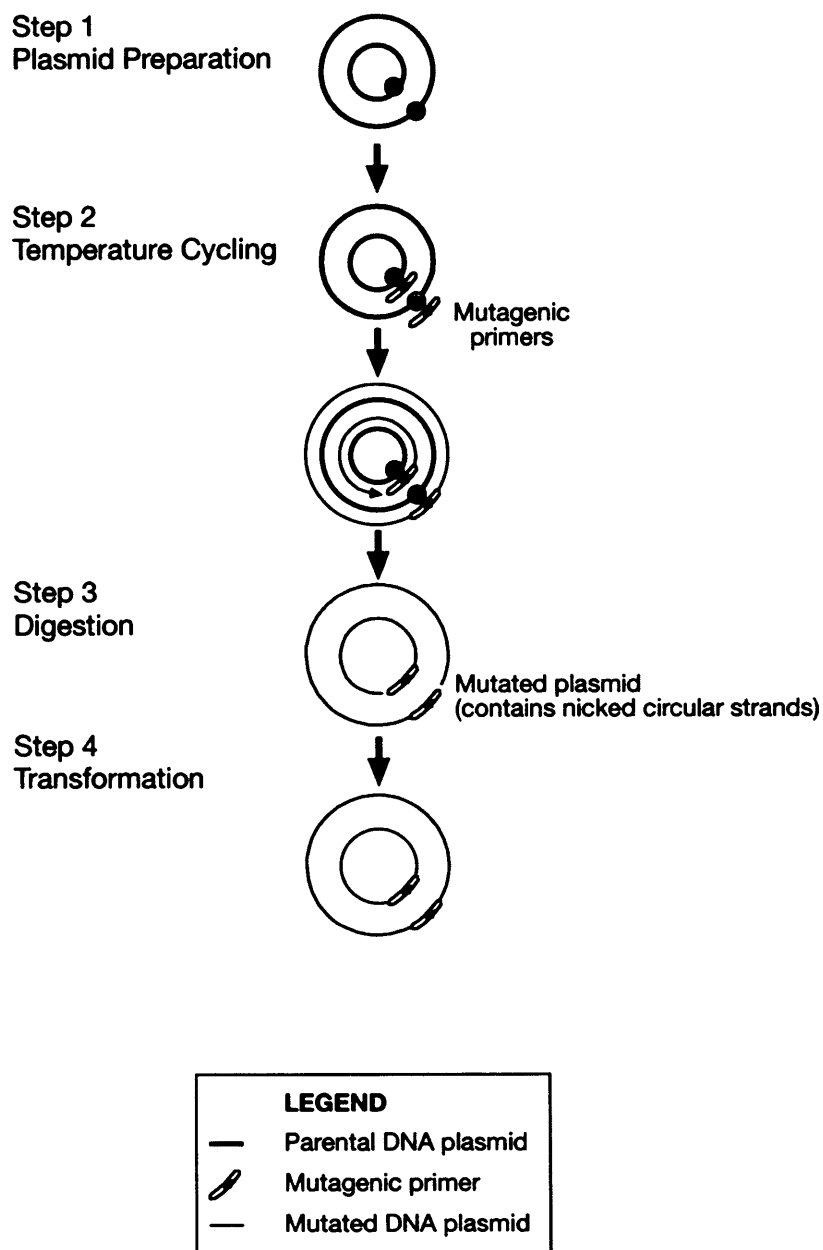 Step 1
Plasmid Preparation
Step 2
Temperature Cycling
Mutagenic
primers
Step 3
Digestion
Mutated plasmid
(contains nicked circular strands)
Step 4
Transformation
LEGEND
Parental DNA plasmid
Mutagenic primer
Mutated DNA plasmid